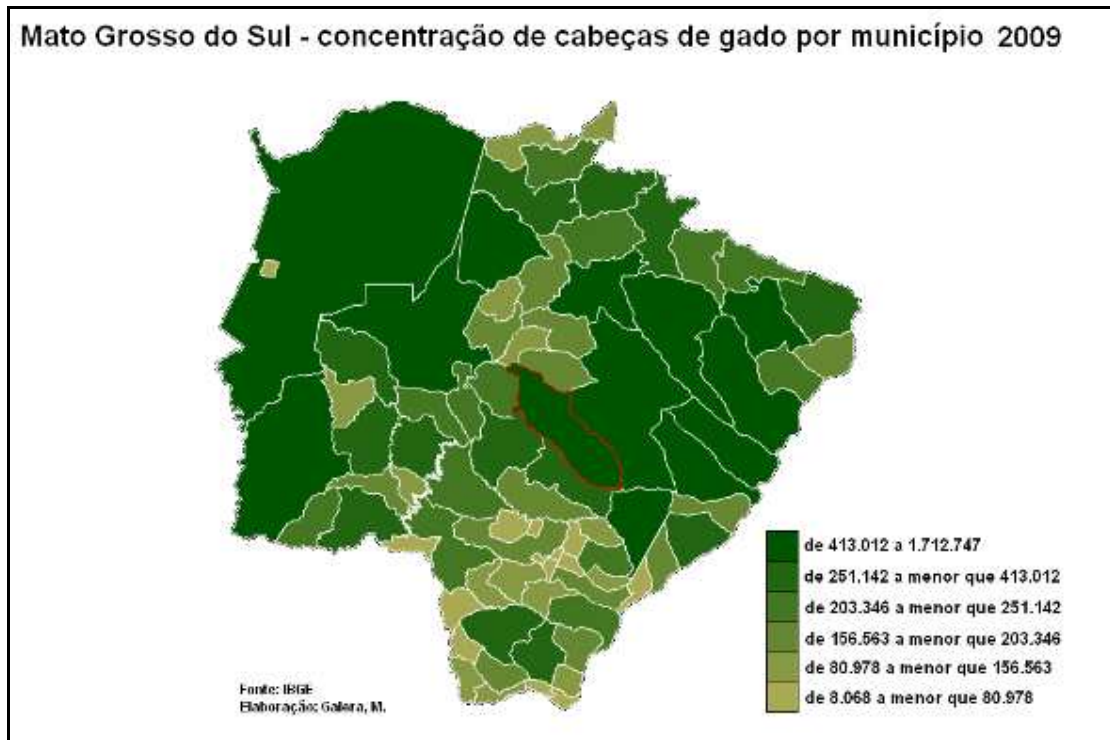 Mato Grosso do Sul - concentração de cabeças de gado por município 2009
de 413.012 a 1.712.747
de 251.142 a menor que 413.012
de 203.346 a menor que 251.142
de 156.563 a menor que 203.346
de 80.978 a menor que 156.563
de 8.068 a menor que 80.978
Fonte: IBGE
Elaboração: Galera, M.